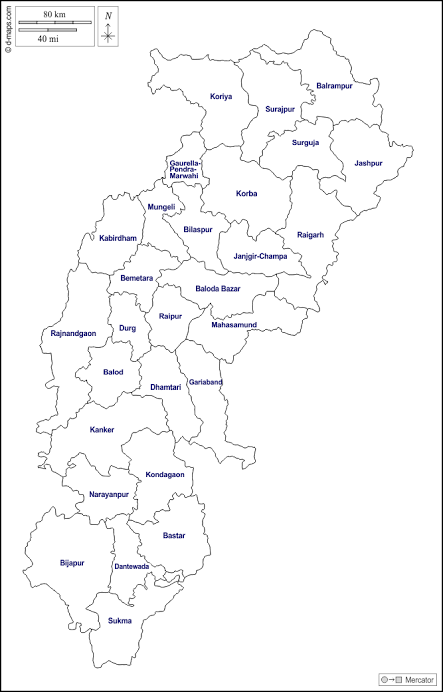 80 km
40 mi
N
© d-maps.com
Balrampur
Koriya
Surajpur
Surguja
Jashpur
Gaurella-
Pendra-
Marwahi
Korba
Mungeli
Bilaspur
Raigarh
Kabirdham
Janjgir-Champa
Bemetara
Baloda Bazar
Rajnandgaon
Durg
Raipur
Mahasamund
Balod
Dhamtari
Gariaband
Kanker
Kondagaon
Narayanpur
Bastar
Bijapur
Dantewada
Sukma
Mercator